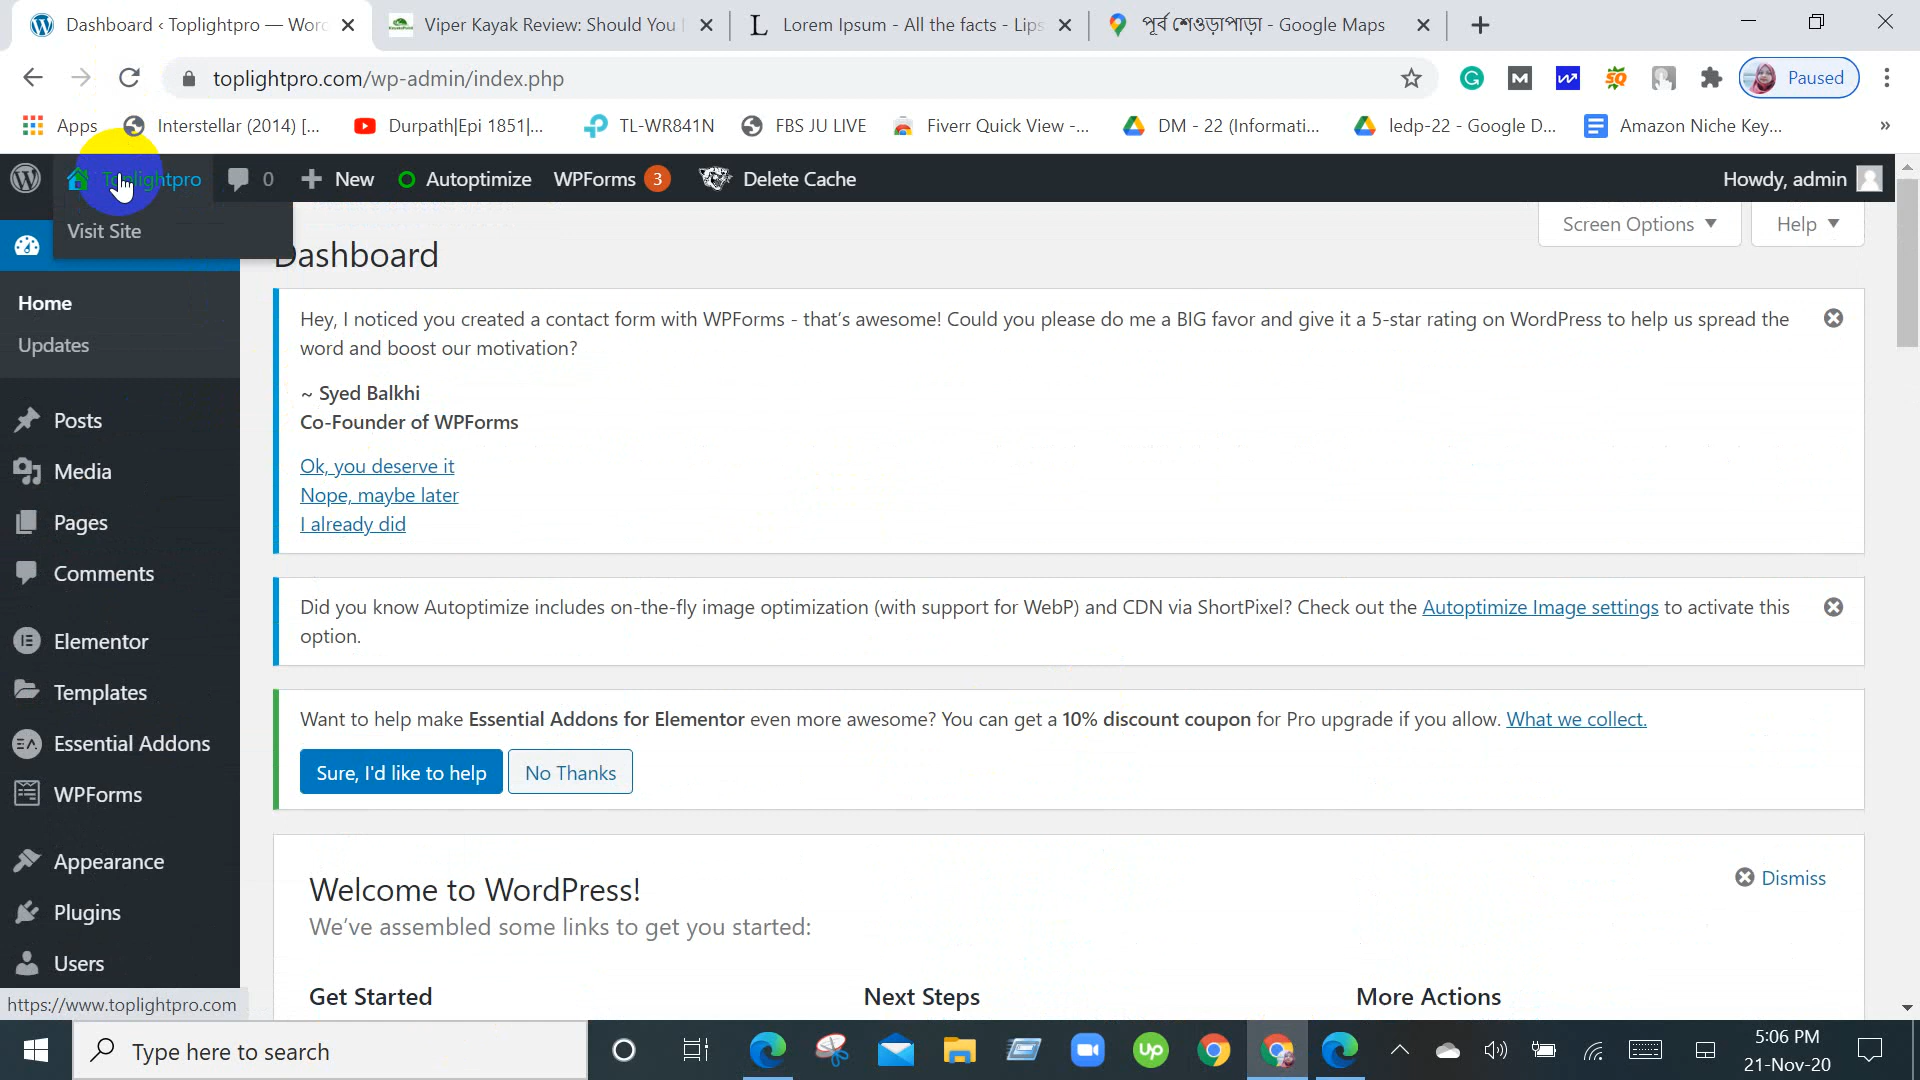 Dashboard ‹ Toplightpro — Worc
Viper Kayak Review: Should You
Lorem Ipsum - All the facts - Lips
পূর্ব শেওড়াপাড়া - Google Maps
toplightpro.com/wp-admin/index.php
Paused
Apps
Interstellar (2014) [...
Durpath|Epi 1851|...
TL-WR841N
FBS JU LIVE
Fiverr Quick View -...
DM - 22 (Informati...
ledp-22 - Google D...
Amazon Niche Key...
»
Toplightpro
0
New
Autoptimize
WPForms 3
Delete Cache
Howdy, admin
Visit Site
Screen Options
Help
Dashboard
Home
Updates
Posts
Media
Pages
Comments
Elementor
Templates
Essential Addons
WPForms
Appearance
Plugins
Users
Hey, I noticed you created a contact form with WPForms - that's awesome! Could you please do me a BIG favor and give it a 5-star rating on WordPress to help us spread the
word and boost our motivation?
~ Syed Balkhi
Co-Founder of WPForms
Ok, you deserve it
Nope, maybe later
I already did
Did you know Autoptimize includes on-the-fly image optimization (with support for WebP) and CDN via ShortPixel? Check out the Autoptimize Image settings to activate this
option.
Want to help make Essential Addons for Elementor even more awesome? You can get a 10% discount coupon for Pro upgrade if you allow. What we collect.
Sure, I'd like to help
No Thanks
Welcome to WordPress!
Dismiss
We've assembled some links to get you started:
Get Started
Next Steps
More Actions
https://www.toplightpro.com
Type here to search
5:06 PM
21-Nov-20